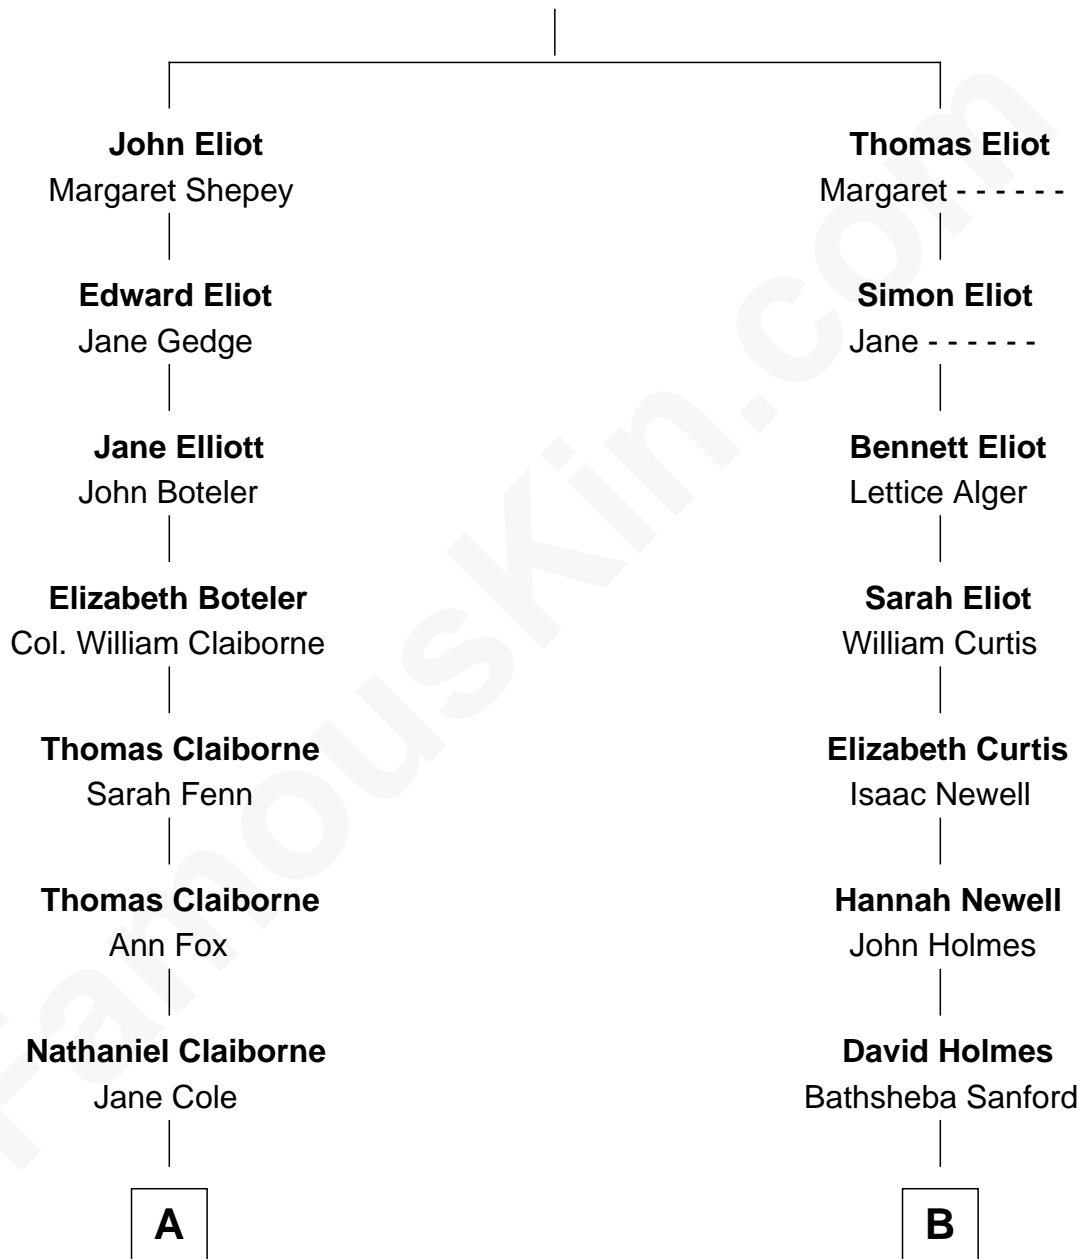 John Eliot
Margaret Shepey
Edward Eliot
Jane Gedge
Jane Elliott
John Boteler
Elizabeth Boteler
Col. William Claiborne
Thomas Claiborne
Sarah Fenn
Thomas Claiborne
Ann Fox
Nathaniel Claiborne
Jane Cole
A
Thomas Eliot
Margaret - - - - - -
Simon Eliot
Jane - - - - - -
Bennett Eliot
Lettice Alger
Sarah Eliot
William Curtis
Elizabeth Curtis
Isaac Newell
Hannah Newell
John Holmes
David Holmes
Bathsheba Sanford
B
FamousKin.com